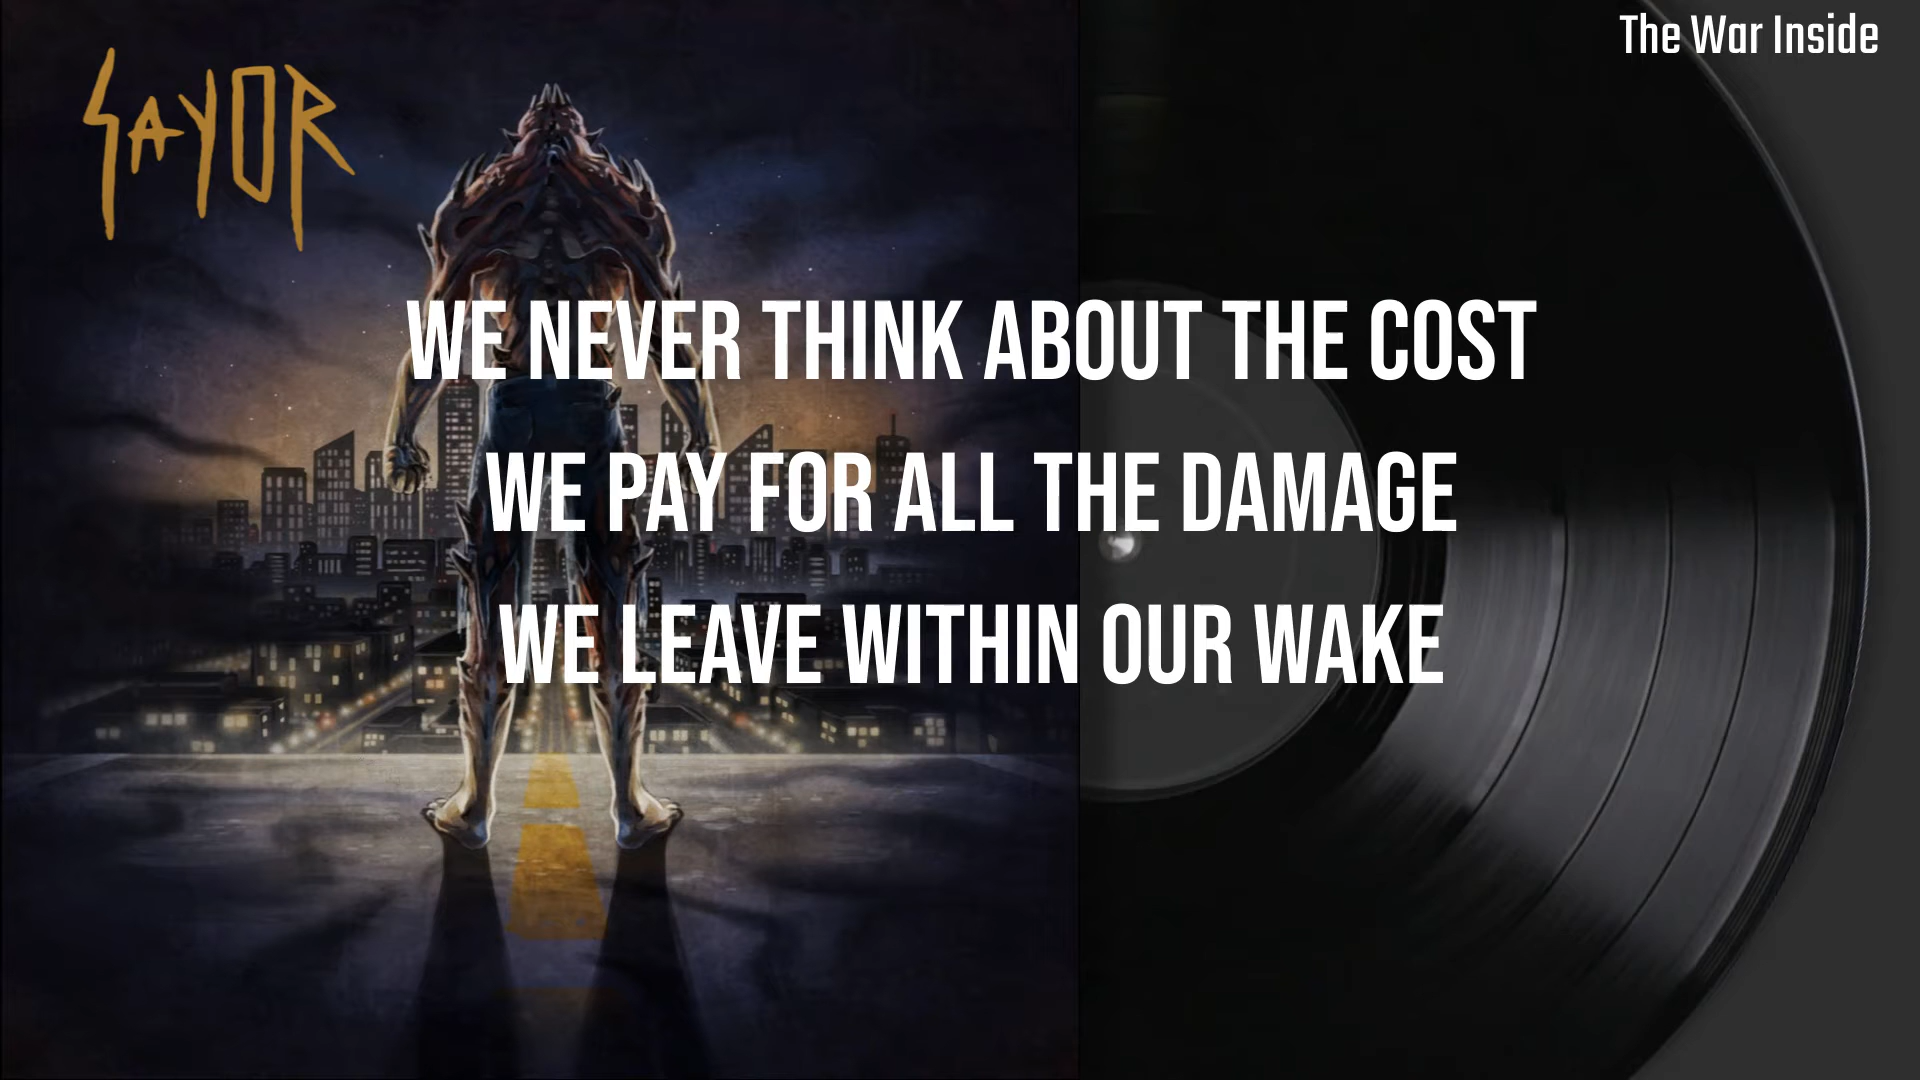 The War Inside
SAYOR
WE NEVER THINK ABOUT THE COST
WE PAY FOR ALL THE DAMAGE
WE LEAVE WITHIN OUR WAKE